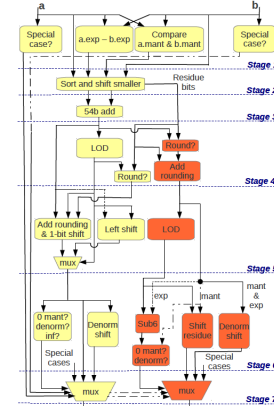 a
b
Special
case?
a.exp – b.exp
Compare
a.mant & b.mant
Special
case?
Stage
Sort and shift smaller
Residue
bits
Stage 2
54b add
Stage 3
LOD
Round?
Round?
Add
rounding
Stage 4
Add rounding
& 1-bit shift
Left
shift
LOD
mux
Stage 5
exp
mant
mant
&
exp
0 mant?
denorm?
inf?
Denorm
shift
Sub6
Shift
residue
Denorm
shift
0 mant?
denorm?
Special
cases
Special
cases
Stage 6
mux
mux
Stage 7